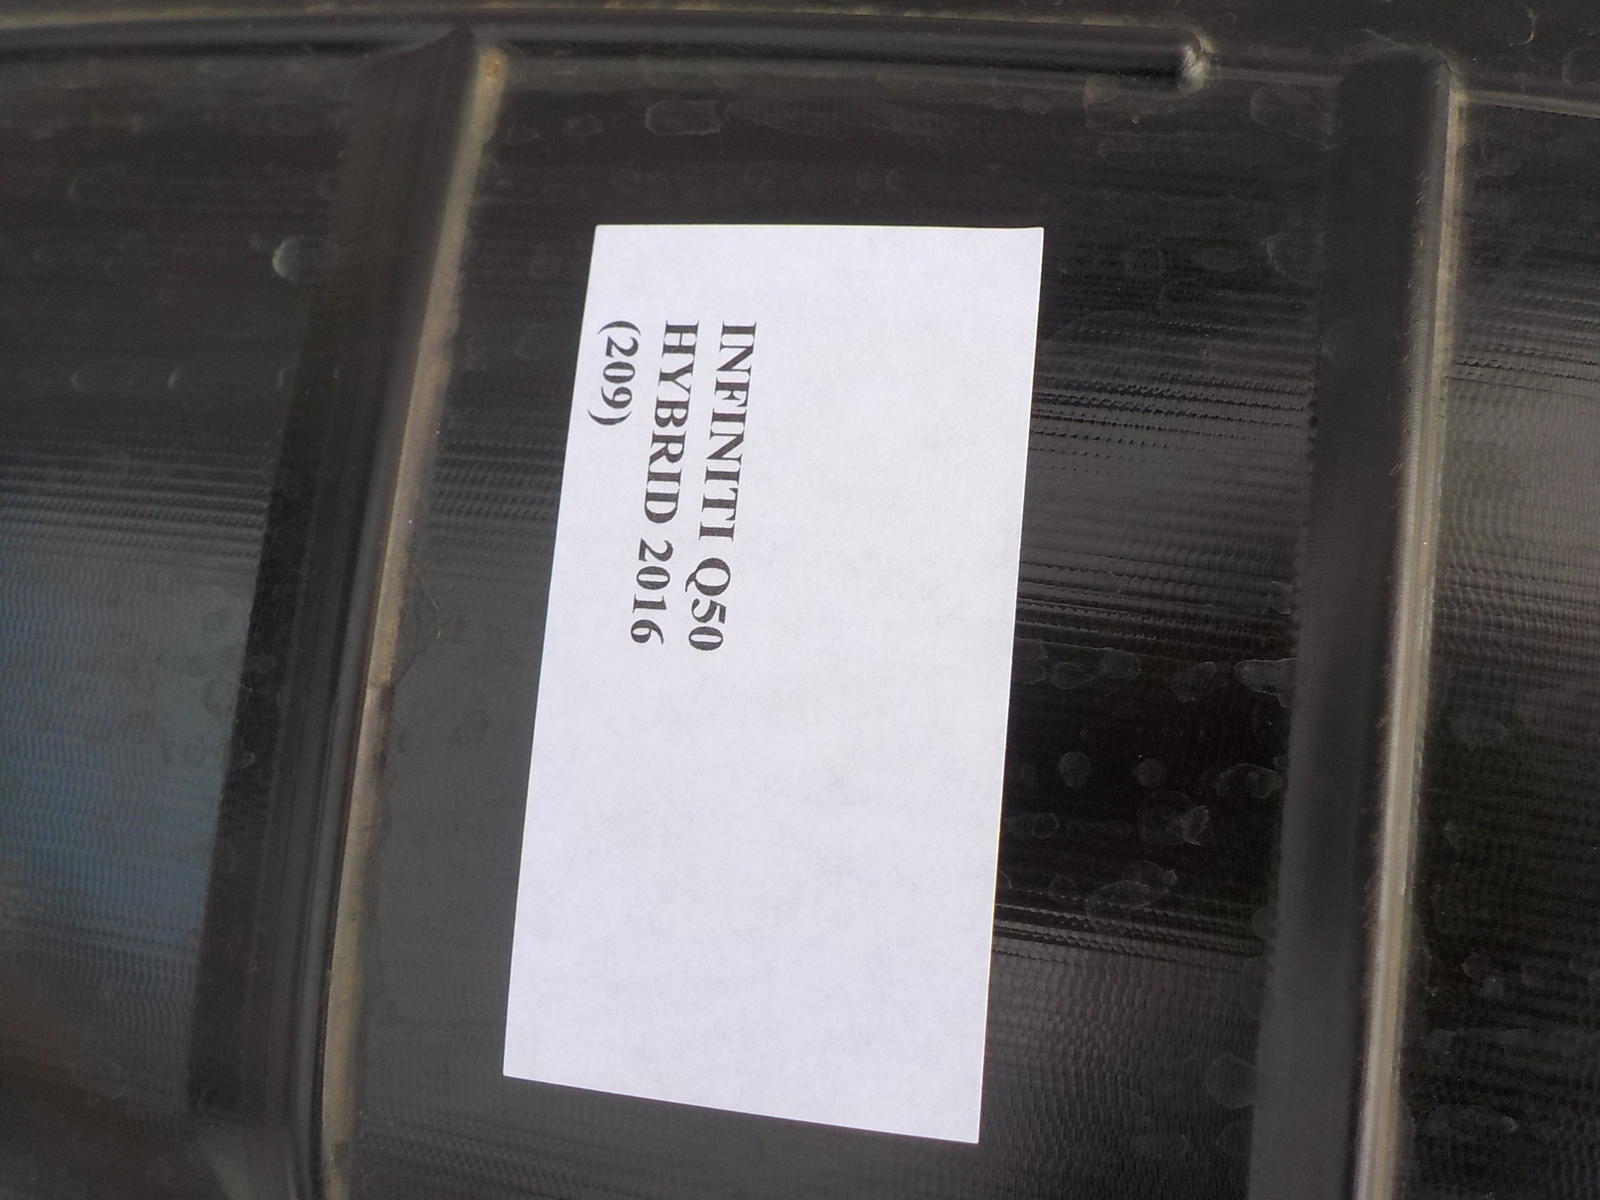 INFINITI Q50
HYBRID 2016
(209)